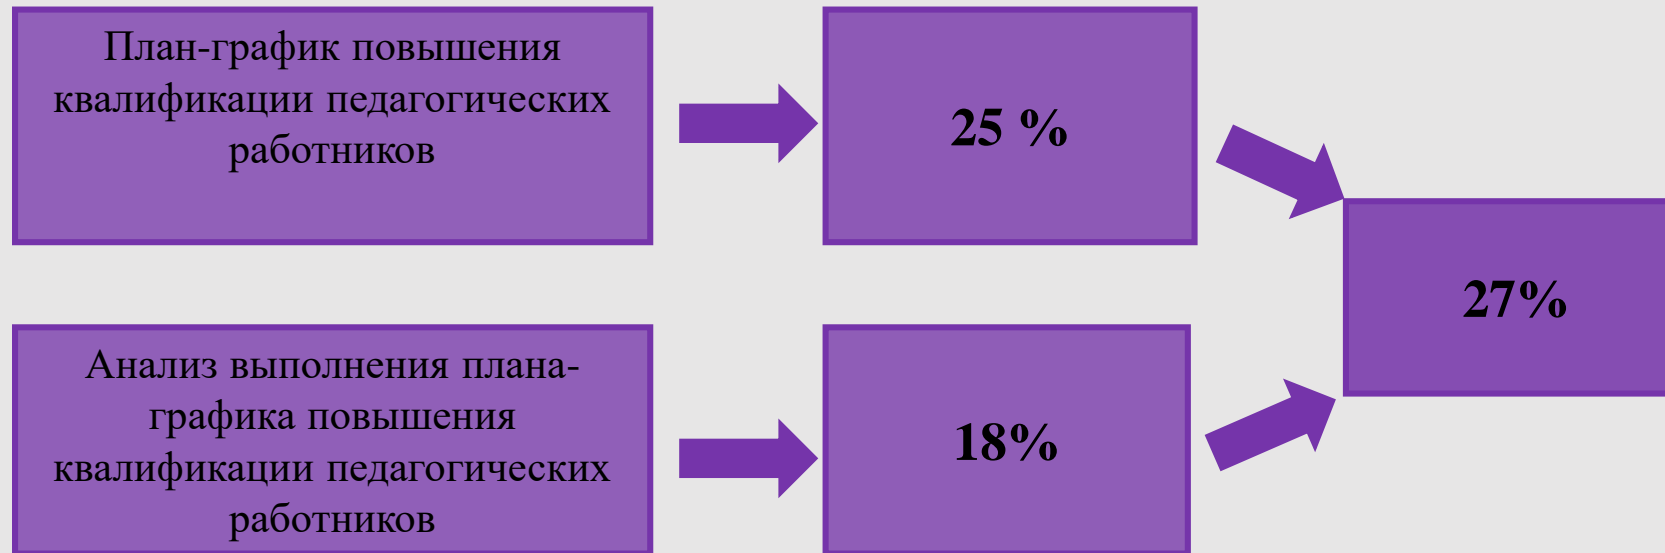 План-график повышения
квалификации педагогических
работников
25 %
27%
Анализ выполнения плана-
графика повышения
квалификации педагогических
работников
18%